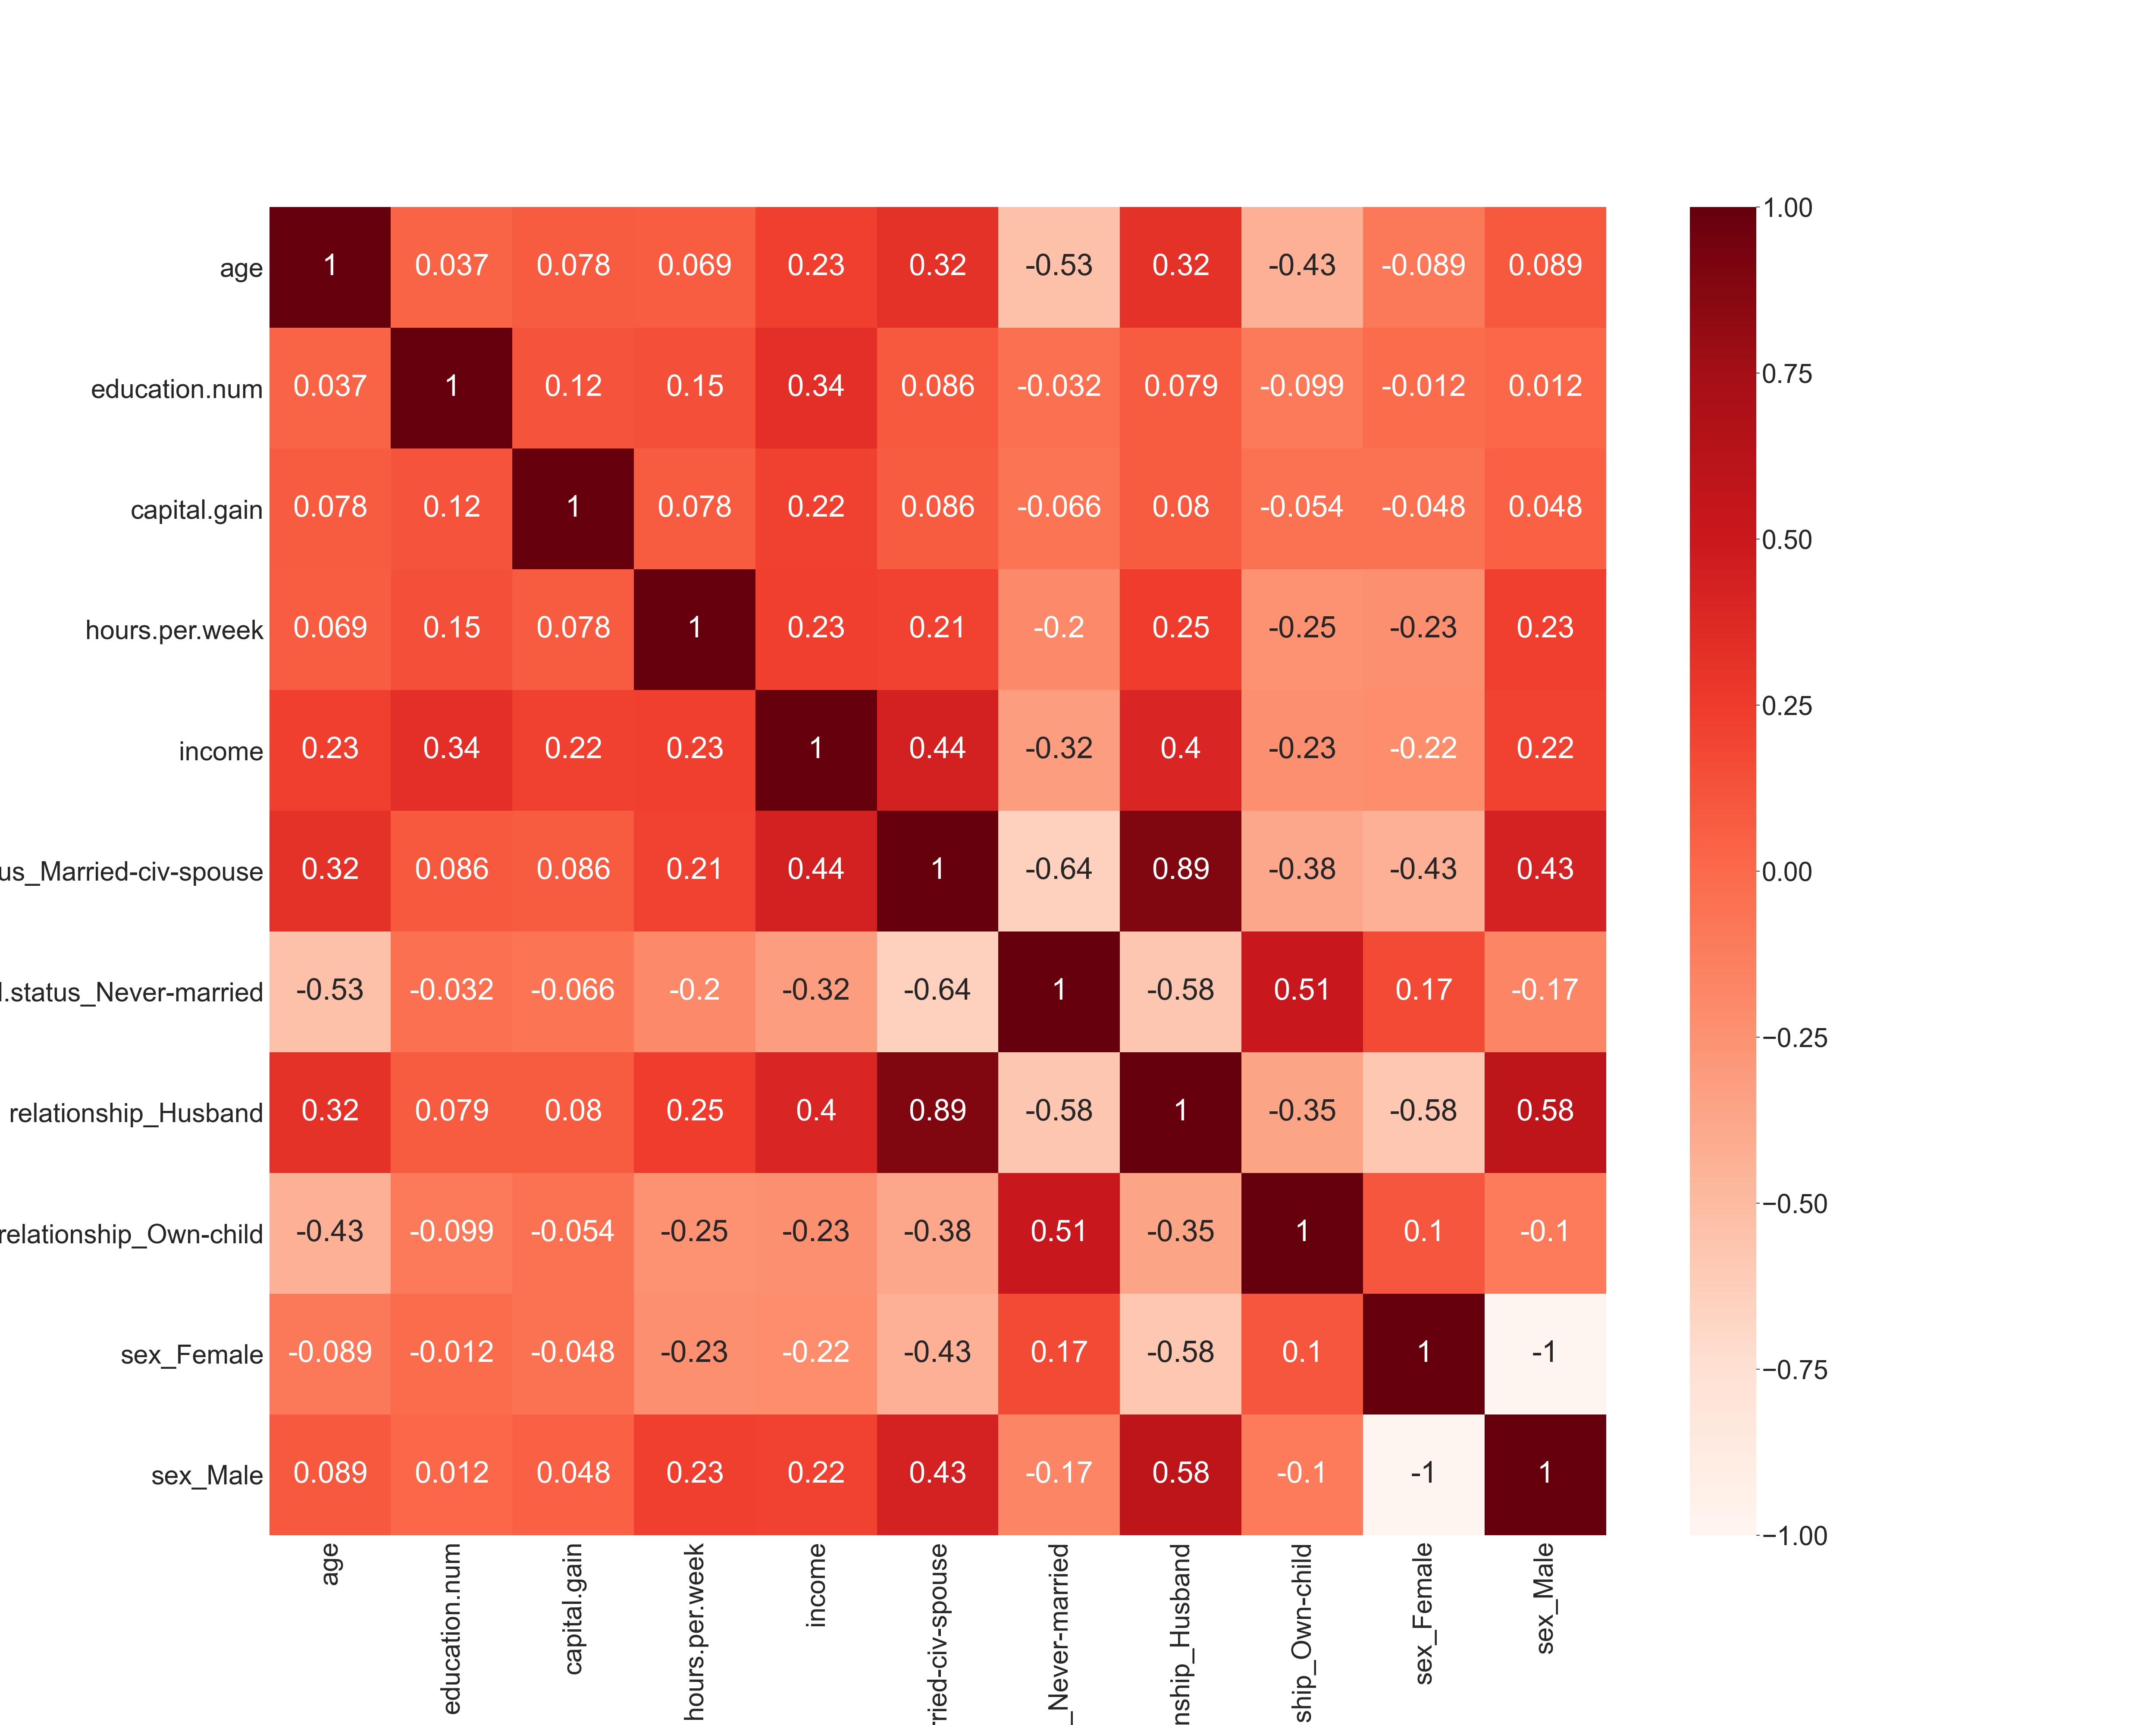 age 1 0.037 0.078 0.069 0.23 0.32 -0.53 0.32 -0.43 -0.089 0.089
education.num 0.037 1 0.12 0.15 0.34 0.086 -0.032 0.079 -0.099 -0.012 0.012
capital.gain 0.078 0.12 1 0.078 0.22 0.086 -0.066 0.08 -0.054 -0.048 0.048
hours.per.week 0.069 0.15 0.078 1 0.23 0.21 -0.2 0.25 -0.25 -0.23 0.23
income 0.23 0.34 0.22 0.23 1 0.44 -0.32 0.4 -0.23 -0.22 0.22
us_Married-civ-spouse 0.32 0.086 0.086 0.21 0.44 1 -0.64 0.89 -0.38 -0.43 0.43
.status_Never-married -0.53 -0.032 -0.066 -0.2 -0.32 -0.64 1 -0.58 0.51 0.17 -0.17
relationship_Husband 0.32 0.079 0.08 0.25 0.4 0.89 -0.58 1 -0.35 -0.58 0.58
relationship_Own-child -0.43 -0.099 -0.054 -0.25 -0.23 -0.38 0.51 -0.35 1 0.1 -0.1
sex_Female -0.089 -0.012 -0.048 -0.23 -0.22 -0.43 0.17 -0.58 0.1 1 -1
sex_Male 0.089 0.012 0.048 0.23 0.22 0.43 -0.17 0.58 -0.1 -1 1
age
education.num
capital.gain
hours.per.week
income
rried-civ-spouse
_Never-married
nship_Husband
ship_Own-child
sex_Female
sex_Male
1.00
0.75
0.50
0.25
0.00
−0.25
−0.50
−0.75
−1.00